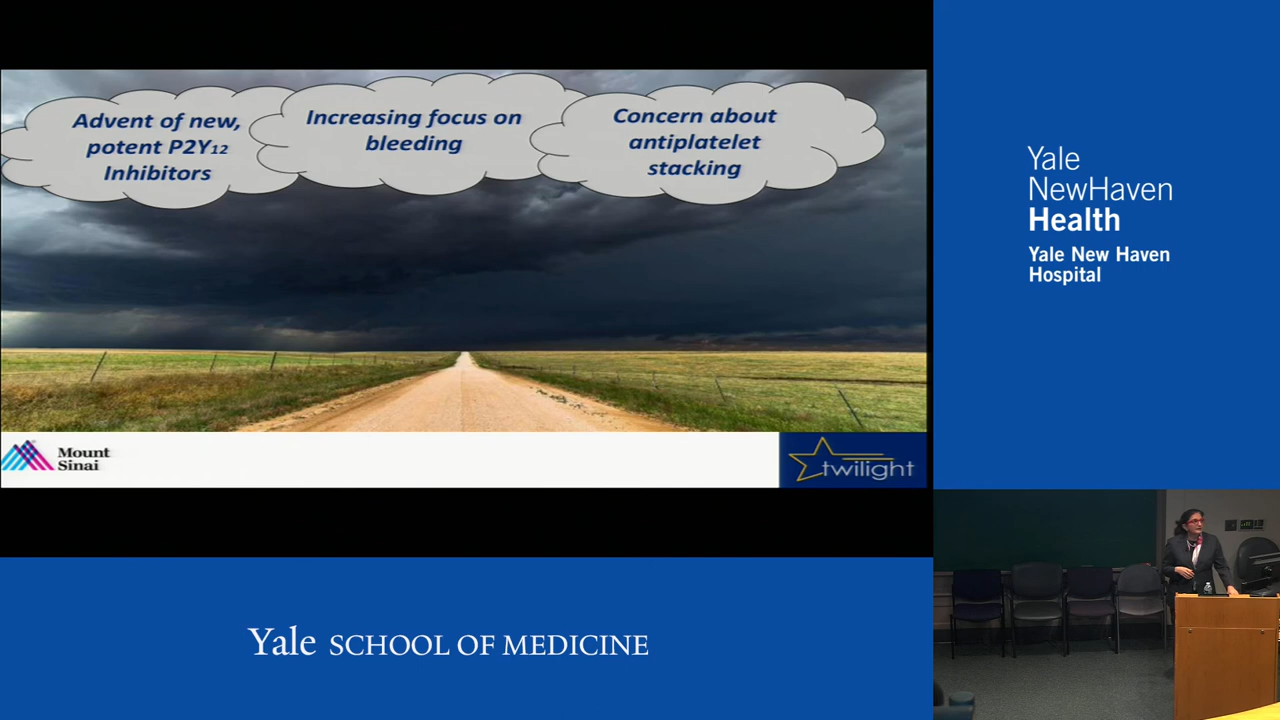 Advent of new,
potent P2Y12
Inhibitors
Increasing focus on
bleeding
Concern about
antiplatelet
stacking
Mount
Sinai
twilight
Yale
NewHaven
Health
Yale New Haven
Hospital
Yale SCHOOL OF MEDICINE